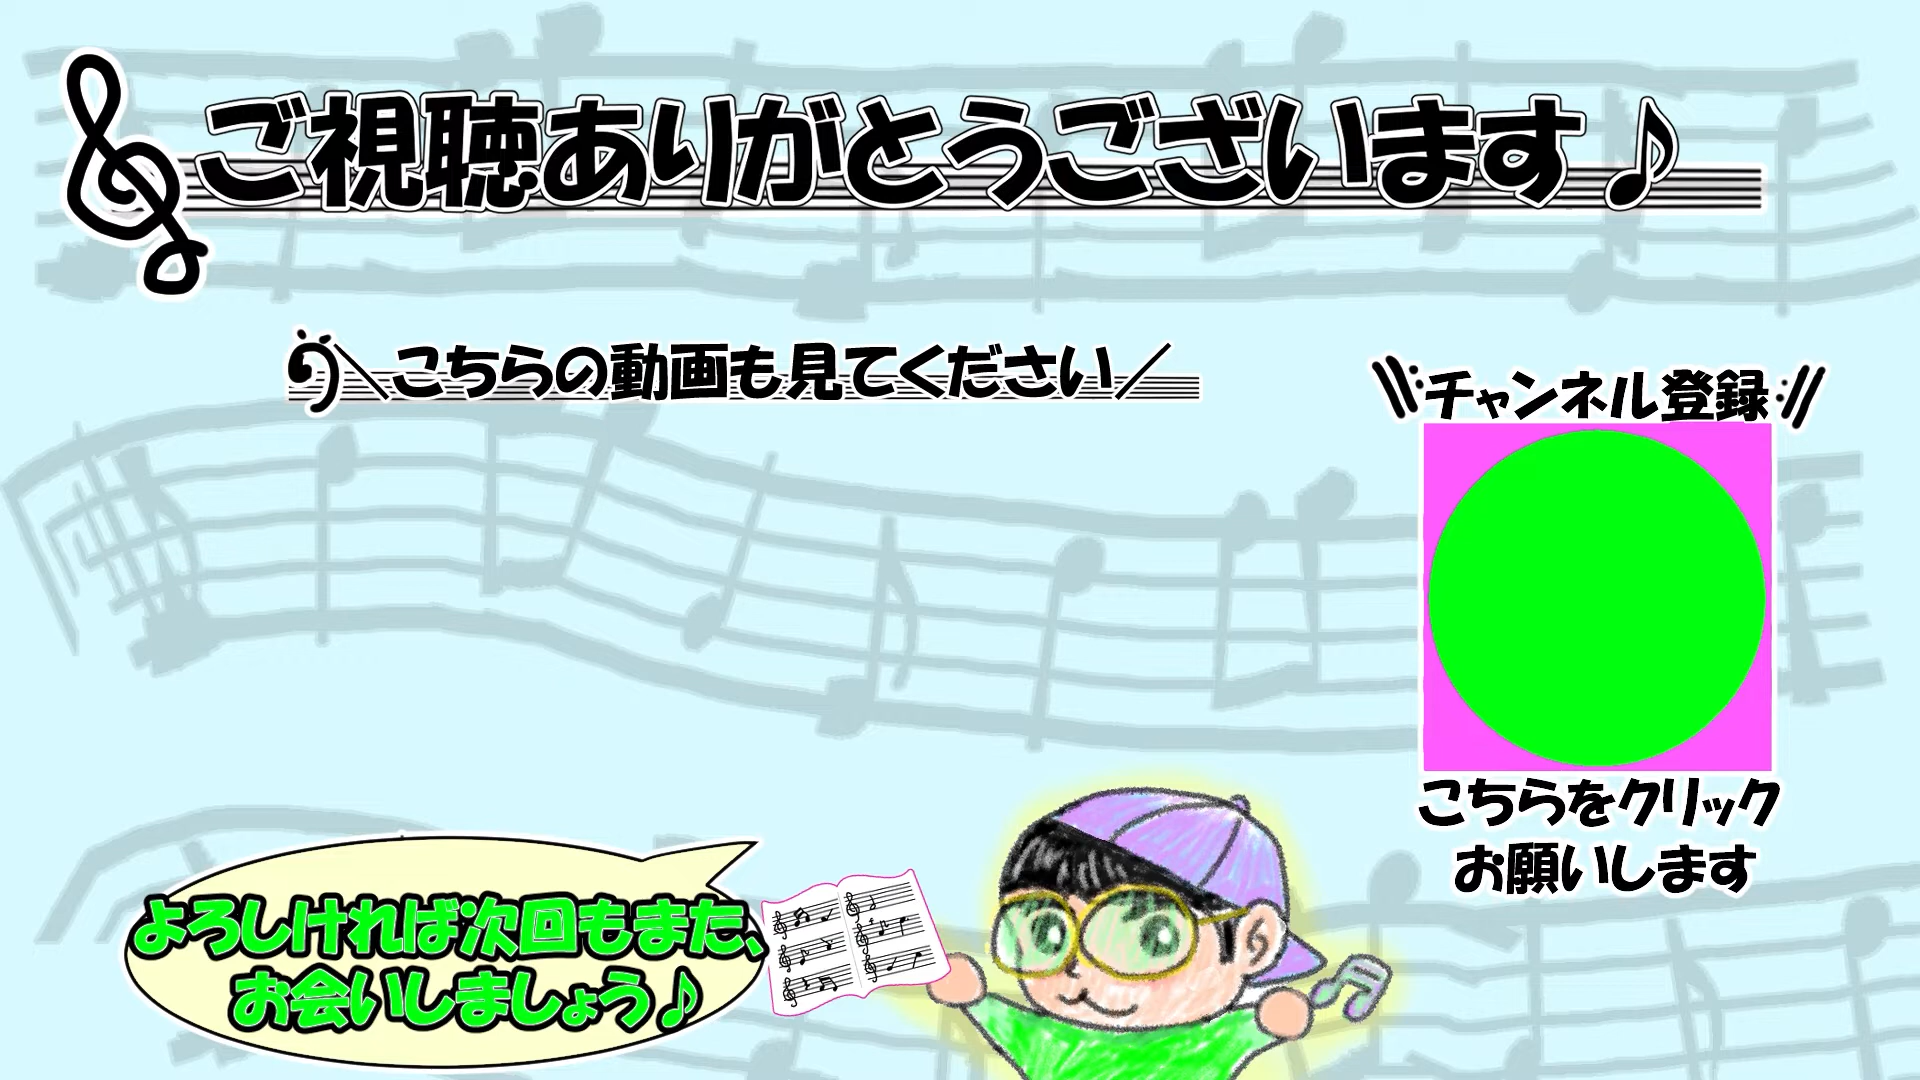 ご視聴ありがとうございます♪
＼こちらの動画も見てください／
チャンネル登録
こちらをクリック
お願いします
よろしければ次回もまた、
お会いしましょう♪